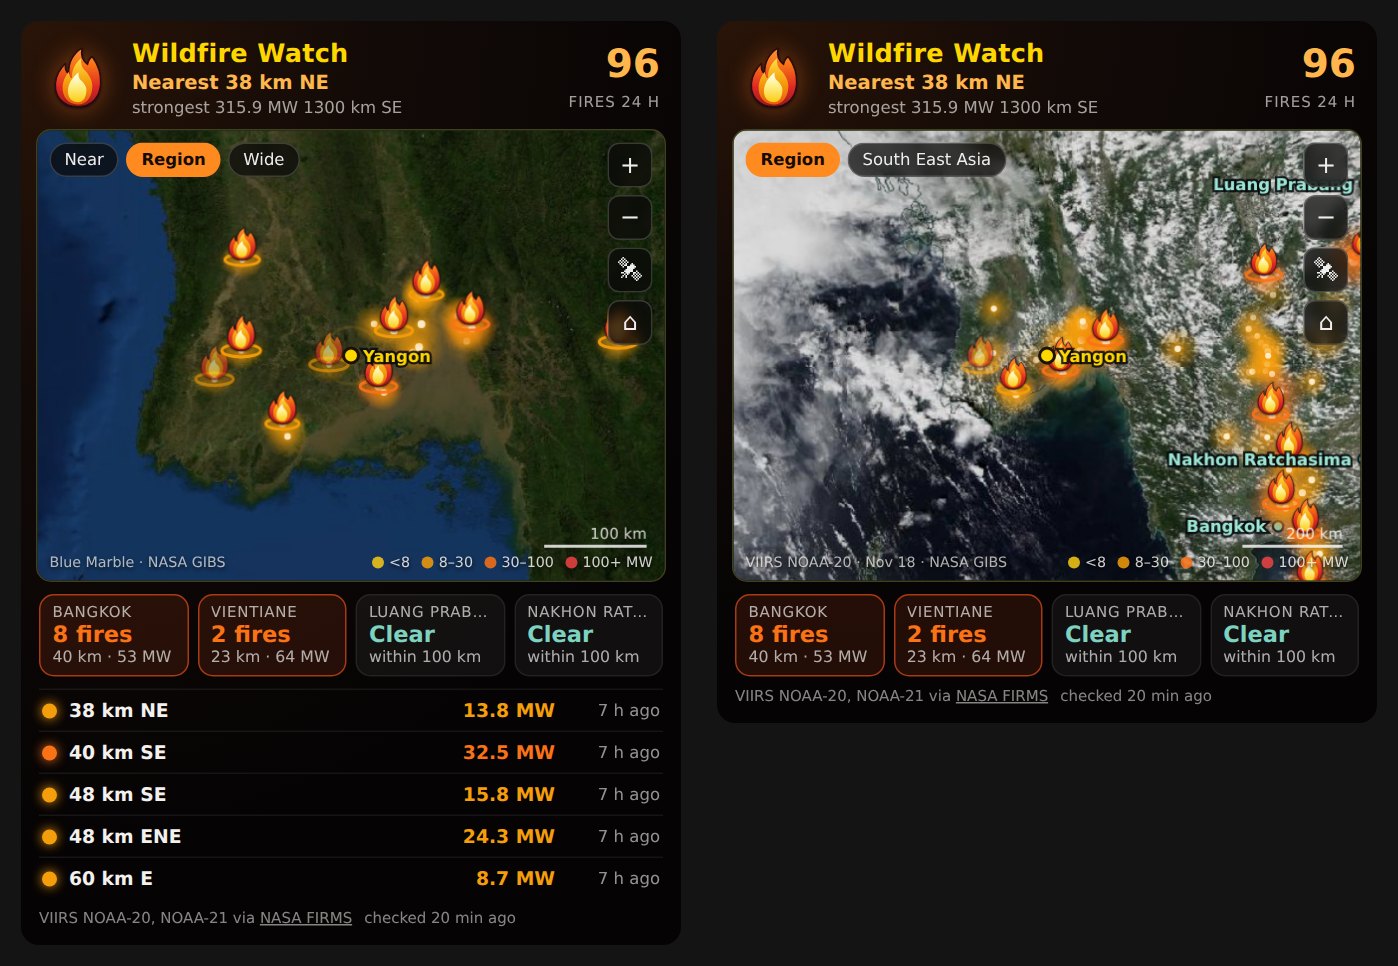 Wildfire Watch
Nearest 38 km NE
strongest 315.9 MW 1300 km SE
96
FIRES 24 H
Near
Region
Wide
+
−
⌂
Yangon
100 km
Blue Marble · NASA GIBS
<8
8–30
30–100
100+ MW
BANGKOK
8 fires
40 km · 53 MW
VIENTIANE
2 fires
23 km · 64 MW
LUANG PRAB…
Clear
within 100 km
NAKHON RAT…
Clear
within 100 km
38 km NE 13.8 MW 7 h ago
40 km SE 32.5 MW 7 h ago
48 km SE 15.8 MW 7 h ago
48 km ENE 24.3 MW 7 h ago
60 km E 8.7 MW 7 h ago
VIIRS NOAA-20, NOAA-21 via NASA FIRMS checked 20 min ago
Wildfire Watch
Nearest 38 km NE
strongest 315.9 MW 1300 km SE
96
FIRES 24 H
Region
South East Asia
+
Luang Prabang
−
⌂
Yangon
Nakhon Ratchasima
Bangkok
200 km
VIIRS NOAA-20 · Nov 18 · NASA GIBS
<8
8–30
30–100
100+ MW
BANGKOK
8 fires
40 km · 53 MW
VIENTIANE
2 fires
23 km · 64 MW
LUANG PRAB…
Clear
within 100 km
NAKHON RAT…
Clear
within 100 km
VIIRS NOAA-20, NOAA-21 via NASA FIRMS checked 20 min ago